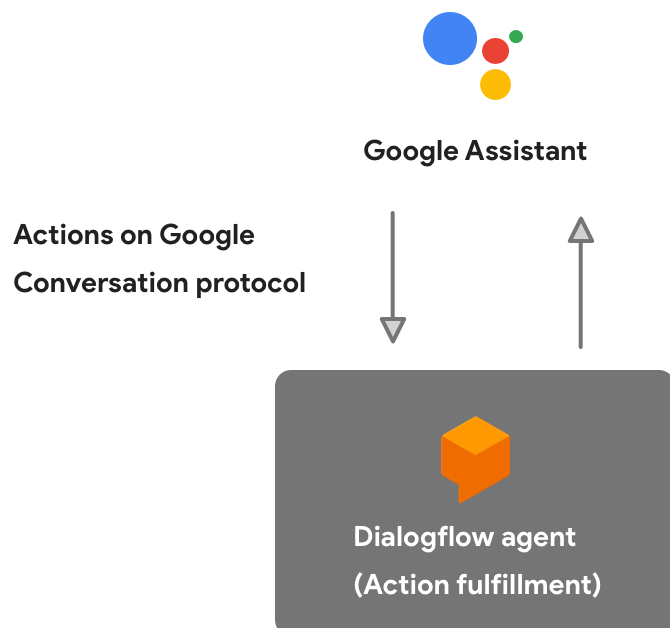 Google Assistant
Actions on Google
Conversation protocol
Dialogflow agent
(Action fulfillment)